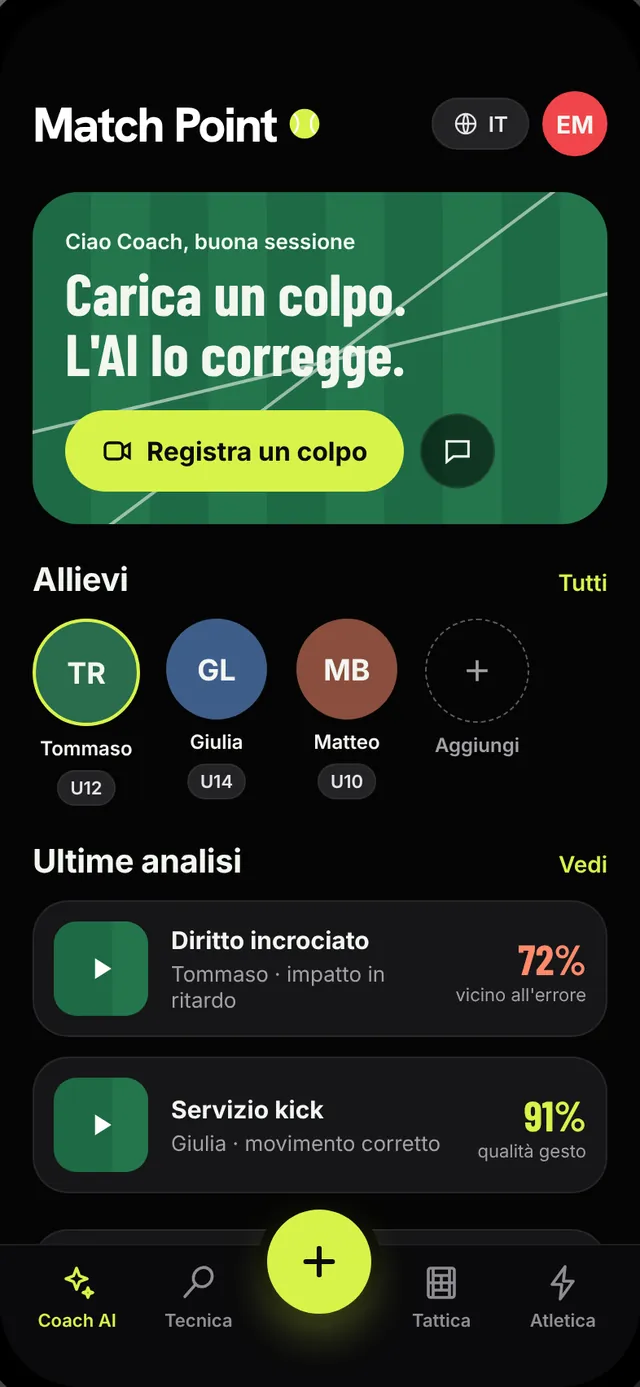 Match Point
IT
EM
Ciao Coach, buona sessione
Carica un colpo.
L'AI lo corregge.
Registra un colpo
Allievi
Tutti
TR
GL
MB
Tommaso
Giulia
Matteo
Aggiungi
U12
U14
U10
Ultime analisi
Vedi
Diritto incrociato
Tommaso · impatto in
ritardo
72%
vicino all'errore
Servizio kick
Giulia · movimento corretto
91%
qualità gesto
Coach AI
Tecnica
Tattica
Atletica